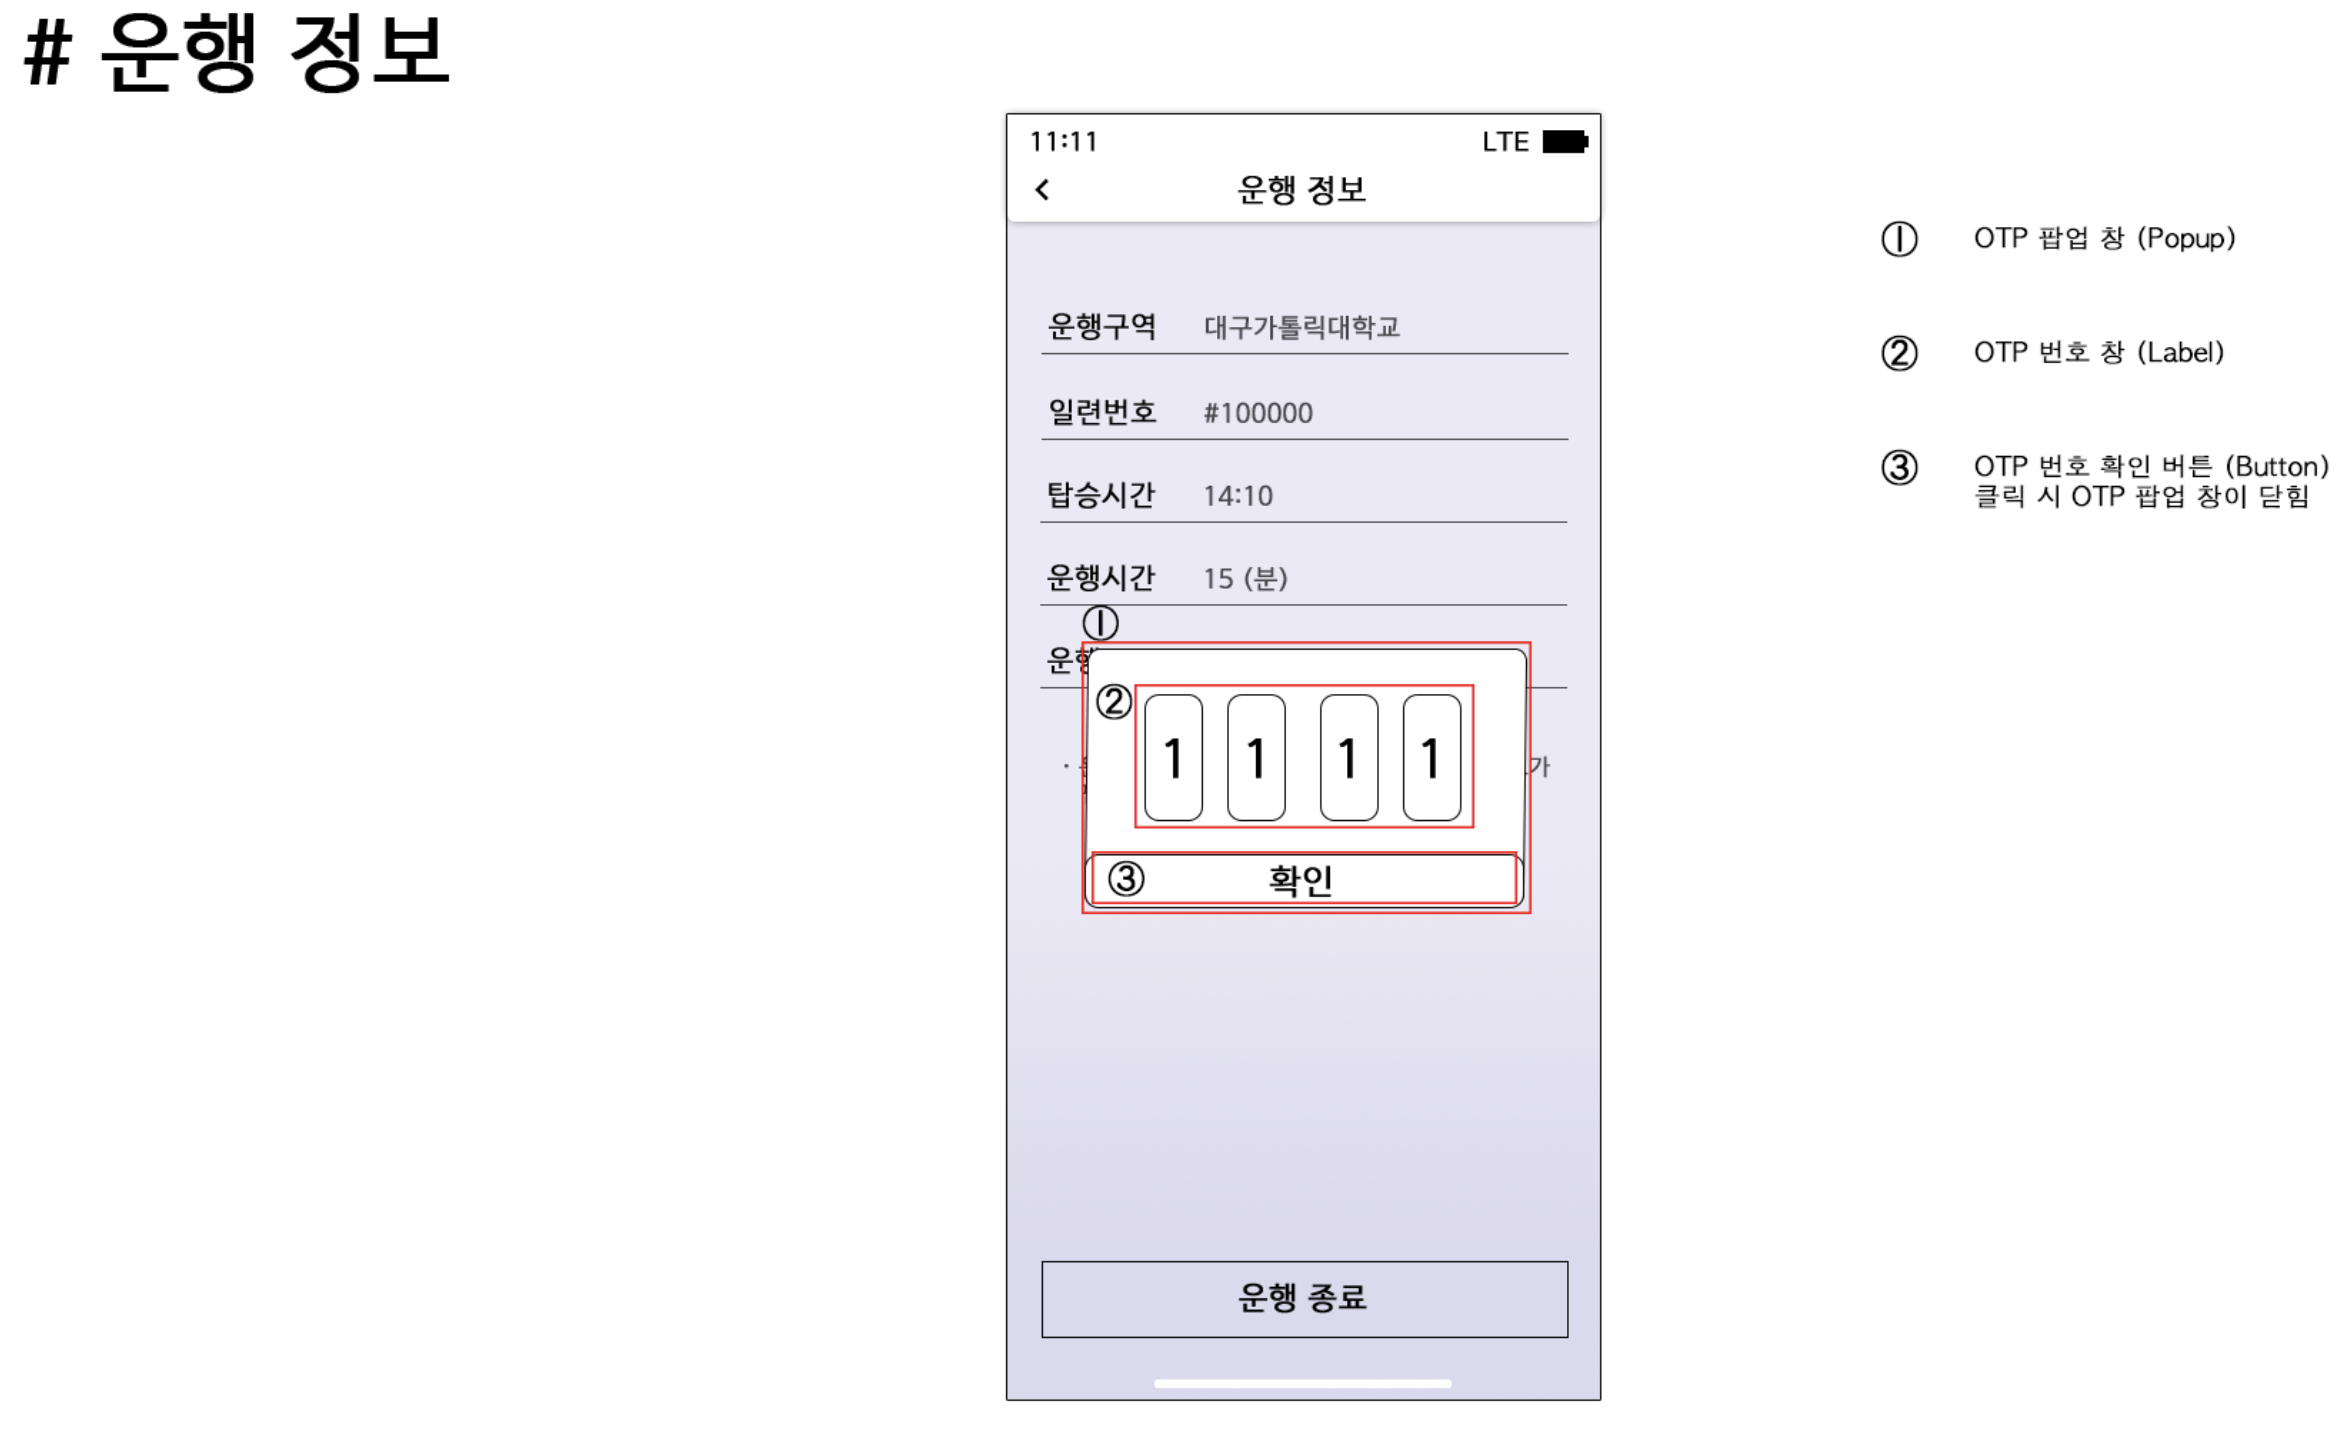 # 운행 정보
11:11 LTE
< 운행 정보
운행구역 대구가톨릭대학교
일련번호 #100000
탑승시간 14:10
운행시간 15 (분)
①
②
1 1 1 1
가
③ 확인
운행 종료
① OTP 팝업 창 (Popup)
② OTP 번호 창 (Label)
③ OTP 번호 확인 버튼 (Button)
클릭 시 OTP 팝업 창이 닫힘